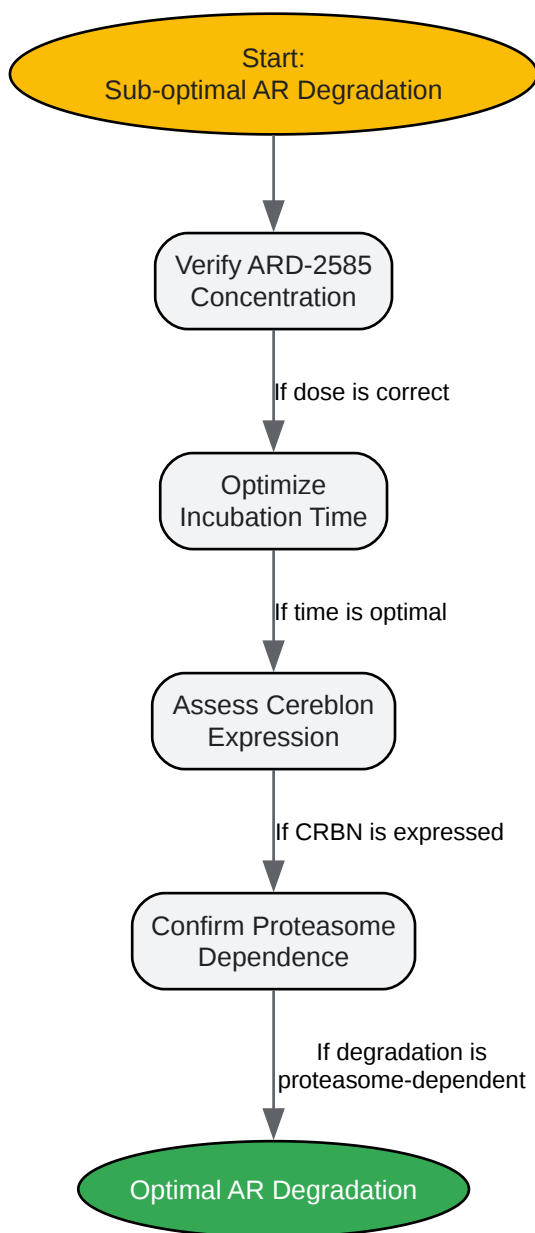 Start:
Sub-optimal AR Degradation
Verify ARD-2585
Concentration
If dose is correct
Optimize
Incubation Time
If time is optimal
Assess Cereblon
Expression
If CRBN is expressed
Confirm Proteasome
Dependence
If degradation is
proteasome-dependent
Optimal AR Degradation